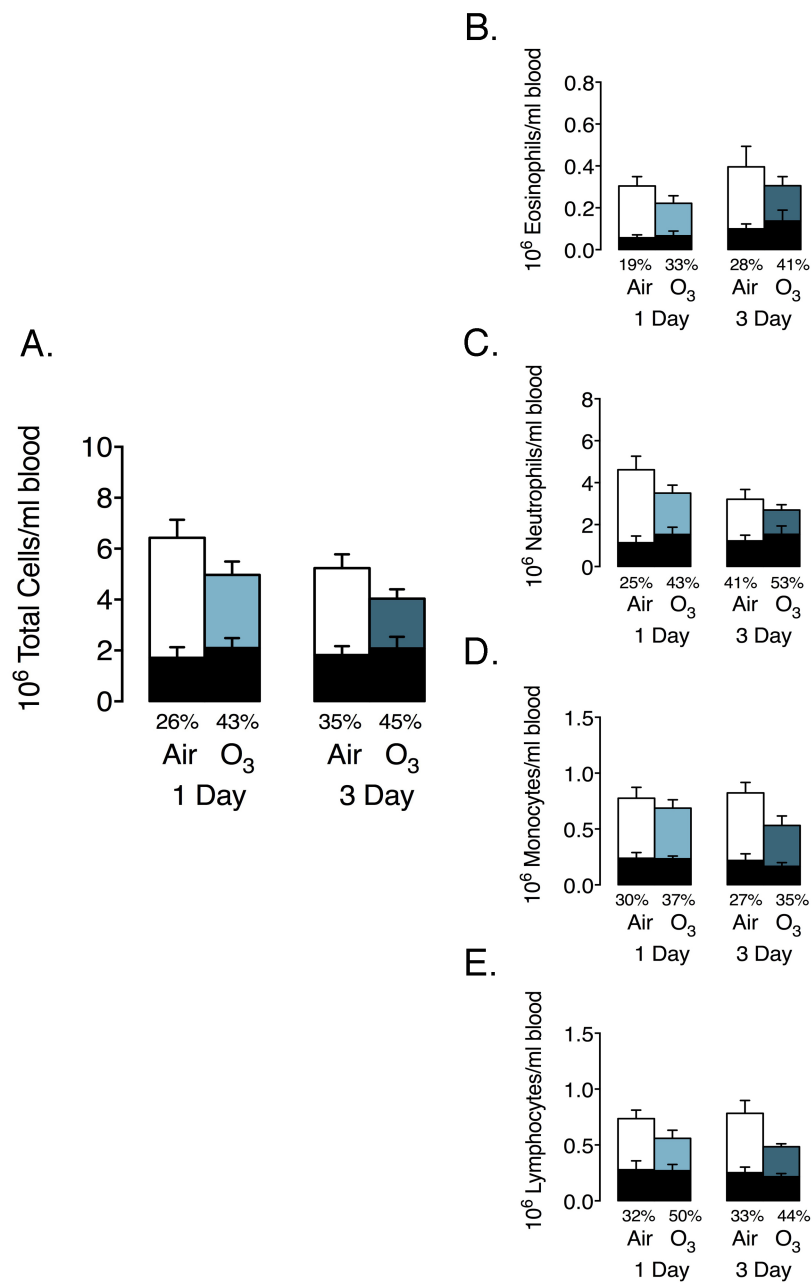 A.
10⁶ Total Cells/ml blood
10
8
6
4
2
0
26% 43% 35% 45%
Air O₃ Air O₃
1 Day 3 Day
B.
10⁶ Eosinophils/ml blood
0.8
0.6
0.4
0.2
0.0
19% 33% 28% 41%
Air O₃ Air O₃
1 Day 3 Day
C.
10⁶ Neutrophils/ml blood
8
6
4
2
0
25% 43% 41% 53%
Air O₃ Air O₃
1 Day 3 Day
D.
10⁶ Monocytes/ml blood
1.5
1.0
0.5
0.0
30% 37% 27% 35%
Air O₃ Air O₃
1 Day 3 Day
E.
10⁶ Lymphocytes/ml blood
1.5
1.0
0.5
0.0
32% 50% 33% 44%
Air O₃ Air O₃
1 Day 3 Day